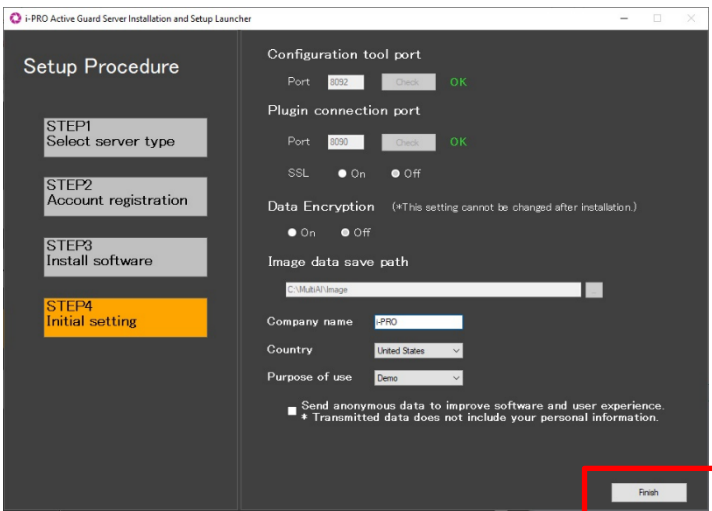 i-PRO Active Guard Server Installation and Setup Launcher
Setup Procedure
STEP1
Select server type
STEP2
Account registration
STEP3
Install software
STEP4
Initial setting
Configuration tool port
Port 8092 Check OK
Plugin connection port
Port 8090 Check OK
SSL On Off
Data Encryption (*This setting cannot be changed after installation.)
On Off
Image data save path
C:\MultiAI\Image ...
Company name i-PRO
Country United States
Purpose of use Demo
Send anonymous data to improve software and user experience.
* Transmitted data does not include your personal information.
Finish